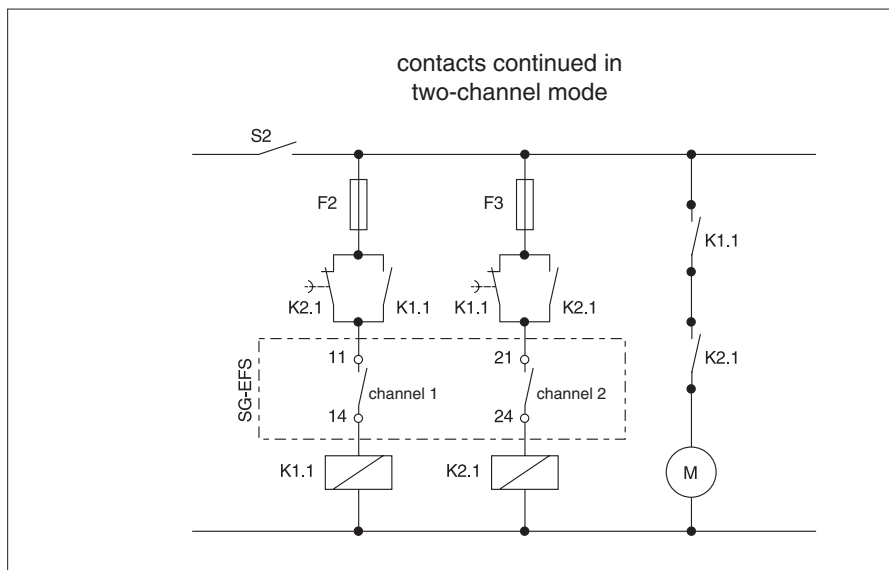 contacts continued in
two-channel mode
S2
F2
F3
K1.1
K2.1
K1.1
K1.1
K2.1
K2.1
11
21
SG-EFS
channel 1
channel 2
14
24
K1.1
K2.1
M